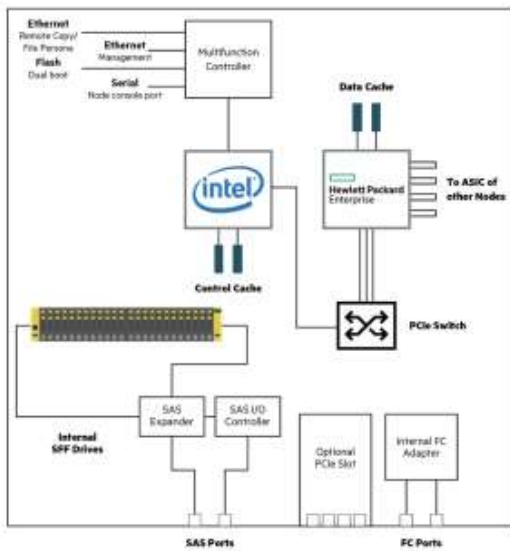 Ethernet
Remote Copy/
File Persona
Flash
Dual boot
Ethernet
Management
Serial
Node console port
Multifunction
Controller
intel
Control Cache
Data Cache
Hewlett Packard
Enterprise
To ASIC of
other Nodes
PCIe Switch
Internal
SFF Drives
SAS
Expander
SAS I/O
Controller
Optional
PCIe Slot
Internal FC
Adapter
SAS Ports
FC Ports